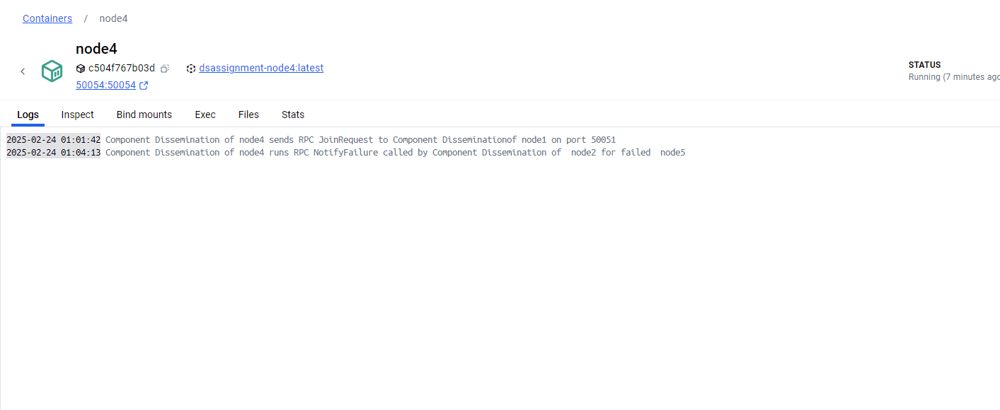 Containers / node4
node4
c504f767b03d dsassignment-node4:latest
50054:50054
STATUS
Running (7 minutes ago
Logs Inspect Bind mounts Exec Files Stats
2025-02-24 01:01:42 Component Dissemination of node4 sends RPC JoinRequest to Component Disseminationof node1 on port 50051
2025-02-24 01:04:13 Component Dissemination of node4 runs RPC NotifyFailure called by Component Dissemination of  node2 for failed  node5